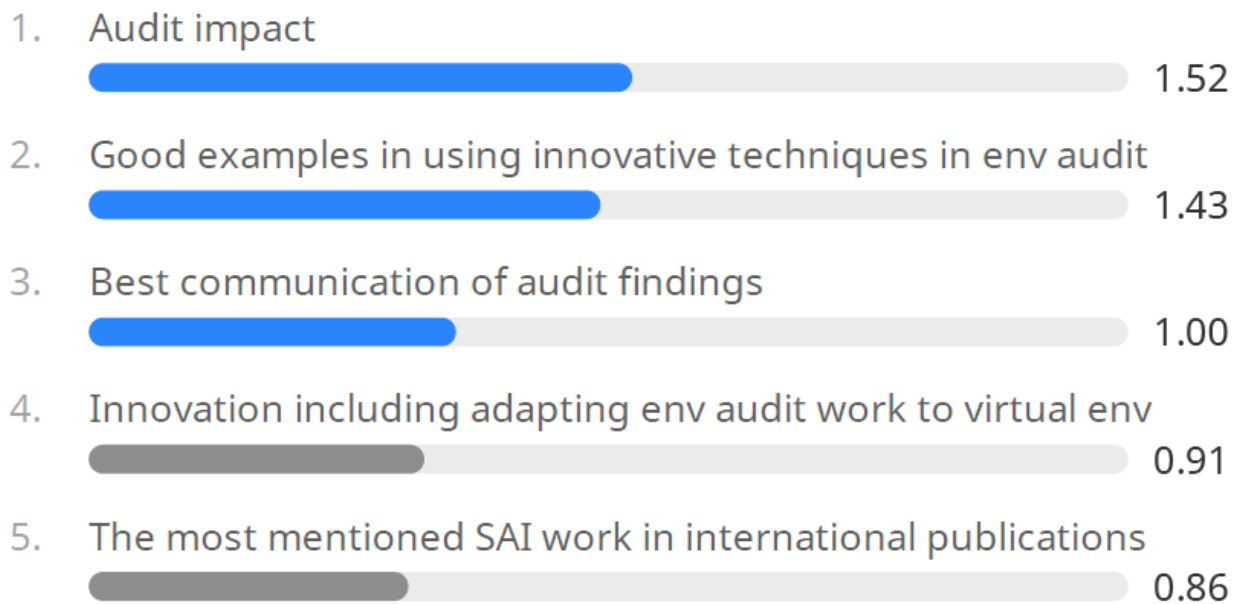 1. Audit impact
1.52
2. Good examples in using innovative techniques in env audit
1.43
3. Best communication of audit findings
1.00
4. Innovation including adapting env audit work to virtual env
0.91
5. The most mentioned SAI work in international publications
0.86